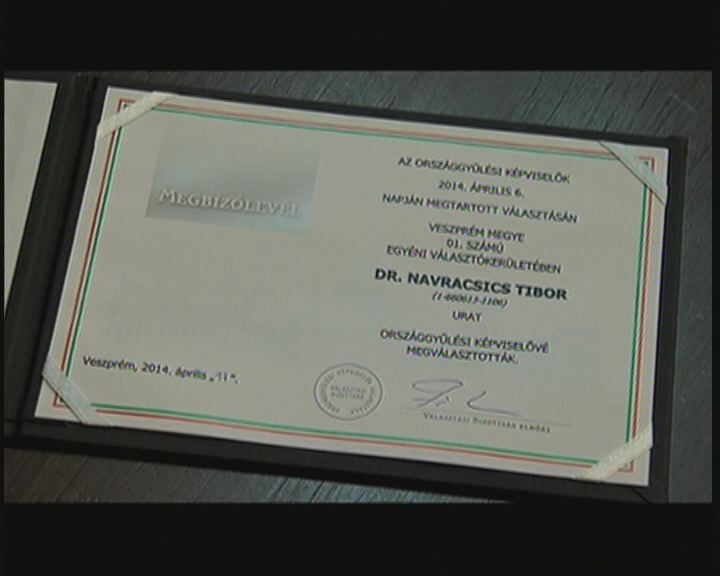 MEGBÍZÓLEVÉL
AZ ORSZÁGGYŰLÉSI KÉPVISELŐK
2014. ÁPRILIS 6.
NAPJÁN MEGTARTOTT VÁLASZTÁSÁN
VESZPRÉM MEGYE
01. SZÁMÚ
EGYÉNI VÁLASZTÓKERÜLETÉBEN
DR. NAVRACSICS TIBOR
URAT
ORSZÁGGYŰLÉSI KÉPVISELŐVÉ
MEGVÁLASZTOTTÁK.
Veszprém, 2014. április „11”.
VÁLASZTÁSI BIZOTTSÁG ELNÖKE